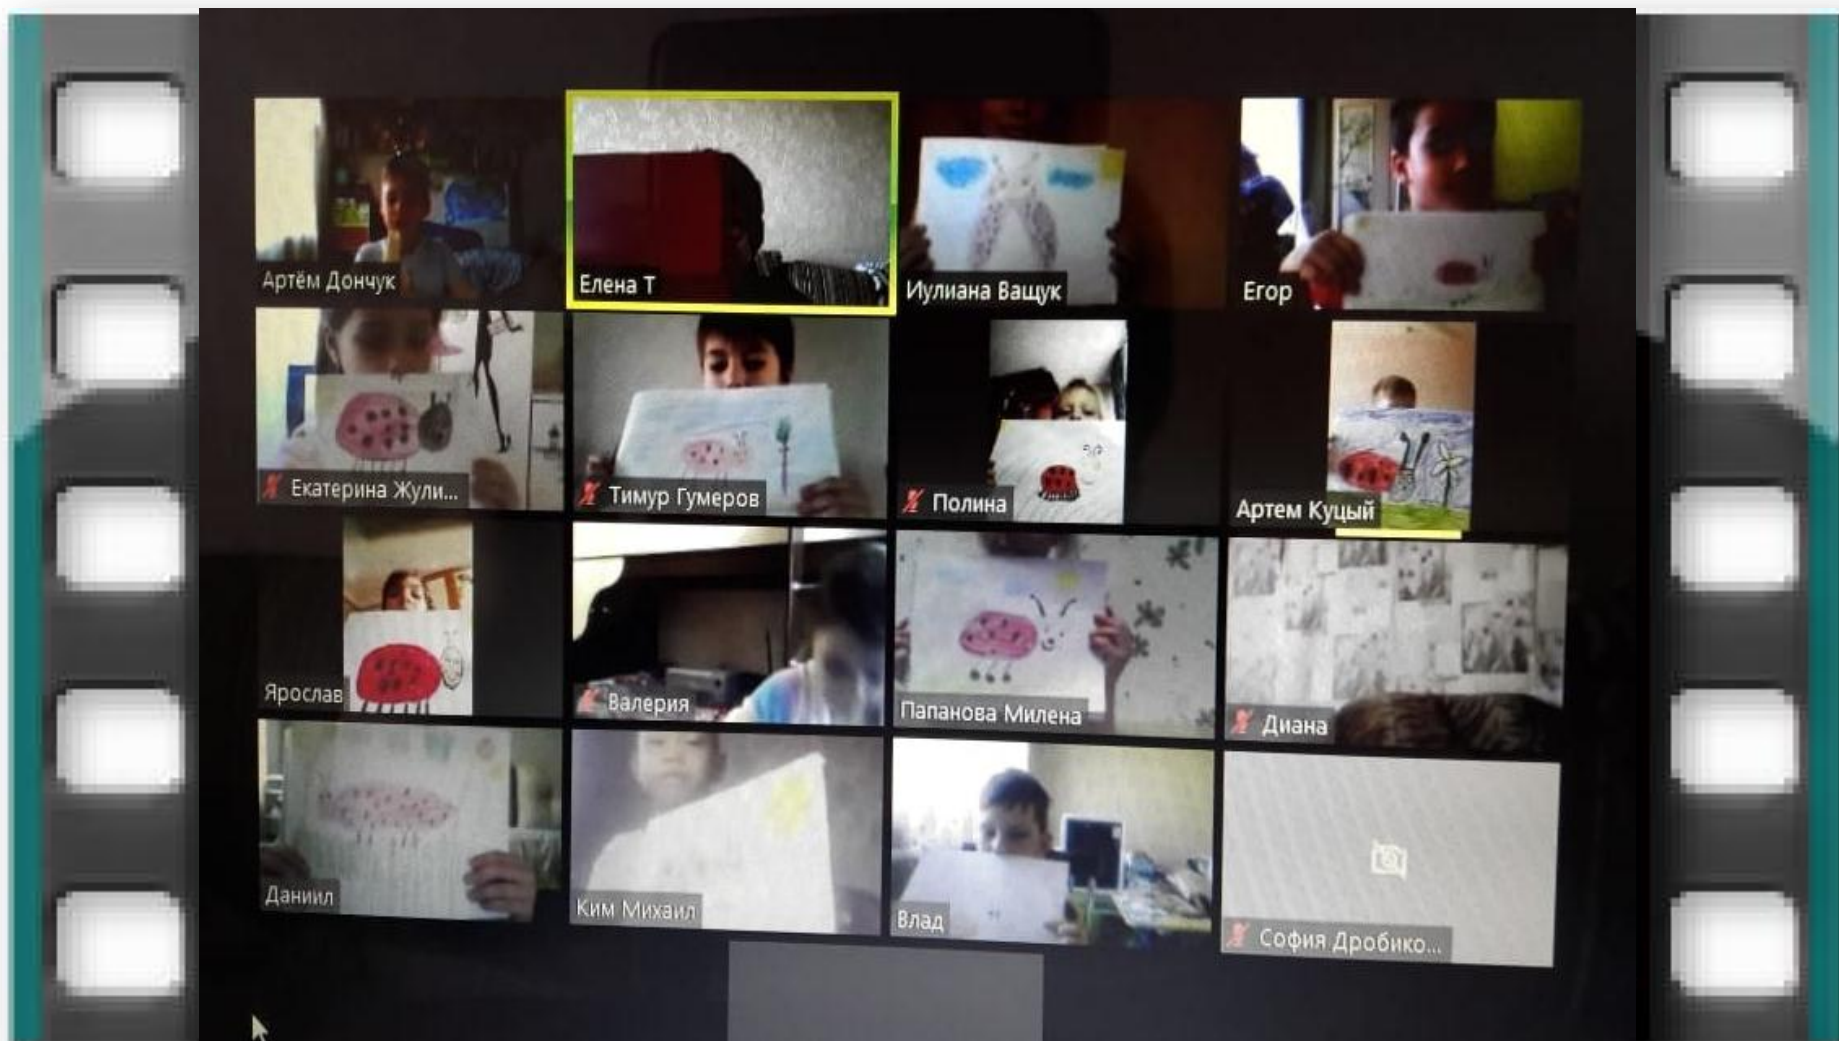 Артём Дончук
Елена Т
Иулиана Ващук
Егор
Екатерина Жули...
Тимур Гумеров
Полина
Артем Куцый
Ярослав
Валерия
Папанова Милена
Диана
Даниил
Ким Михаил
Влад
София Дробико...